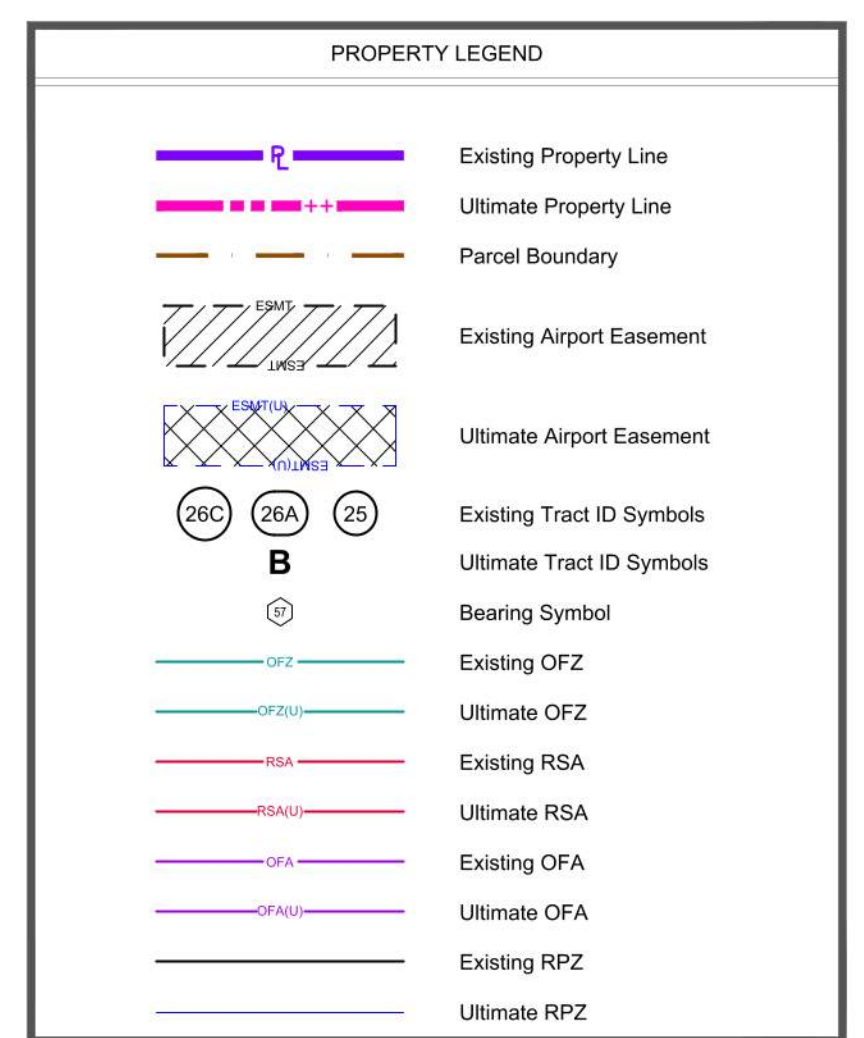 PROPERTY LEGEND
PL Existing Property Line
++ Ultimate Property Line
Parcel Boundary
ESMT
Existing Airport Easement
ESMT
ESMT(U)
Ultimate Airport Easement
ESMT(U)
26C 26A 25 Existing Tract ID Symbols
B Ultimate Tract ID Symbols
57 Bearing Symbol
OFZ Existing OFZ
OFZ(U) Ultimate OFZ
RSA Existing RSA
RSA(U) Ultimate RSA
OFA Existing OFA
OFA(U) Ultimate OFA
Existing RPZ
Ultimate RPZ